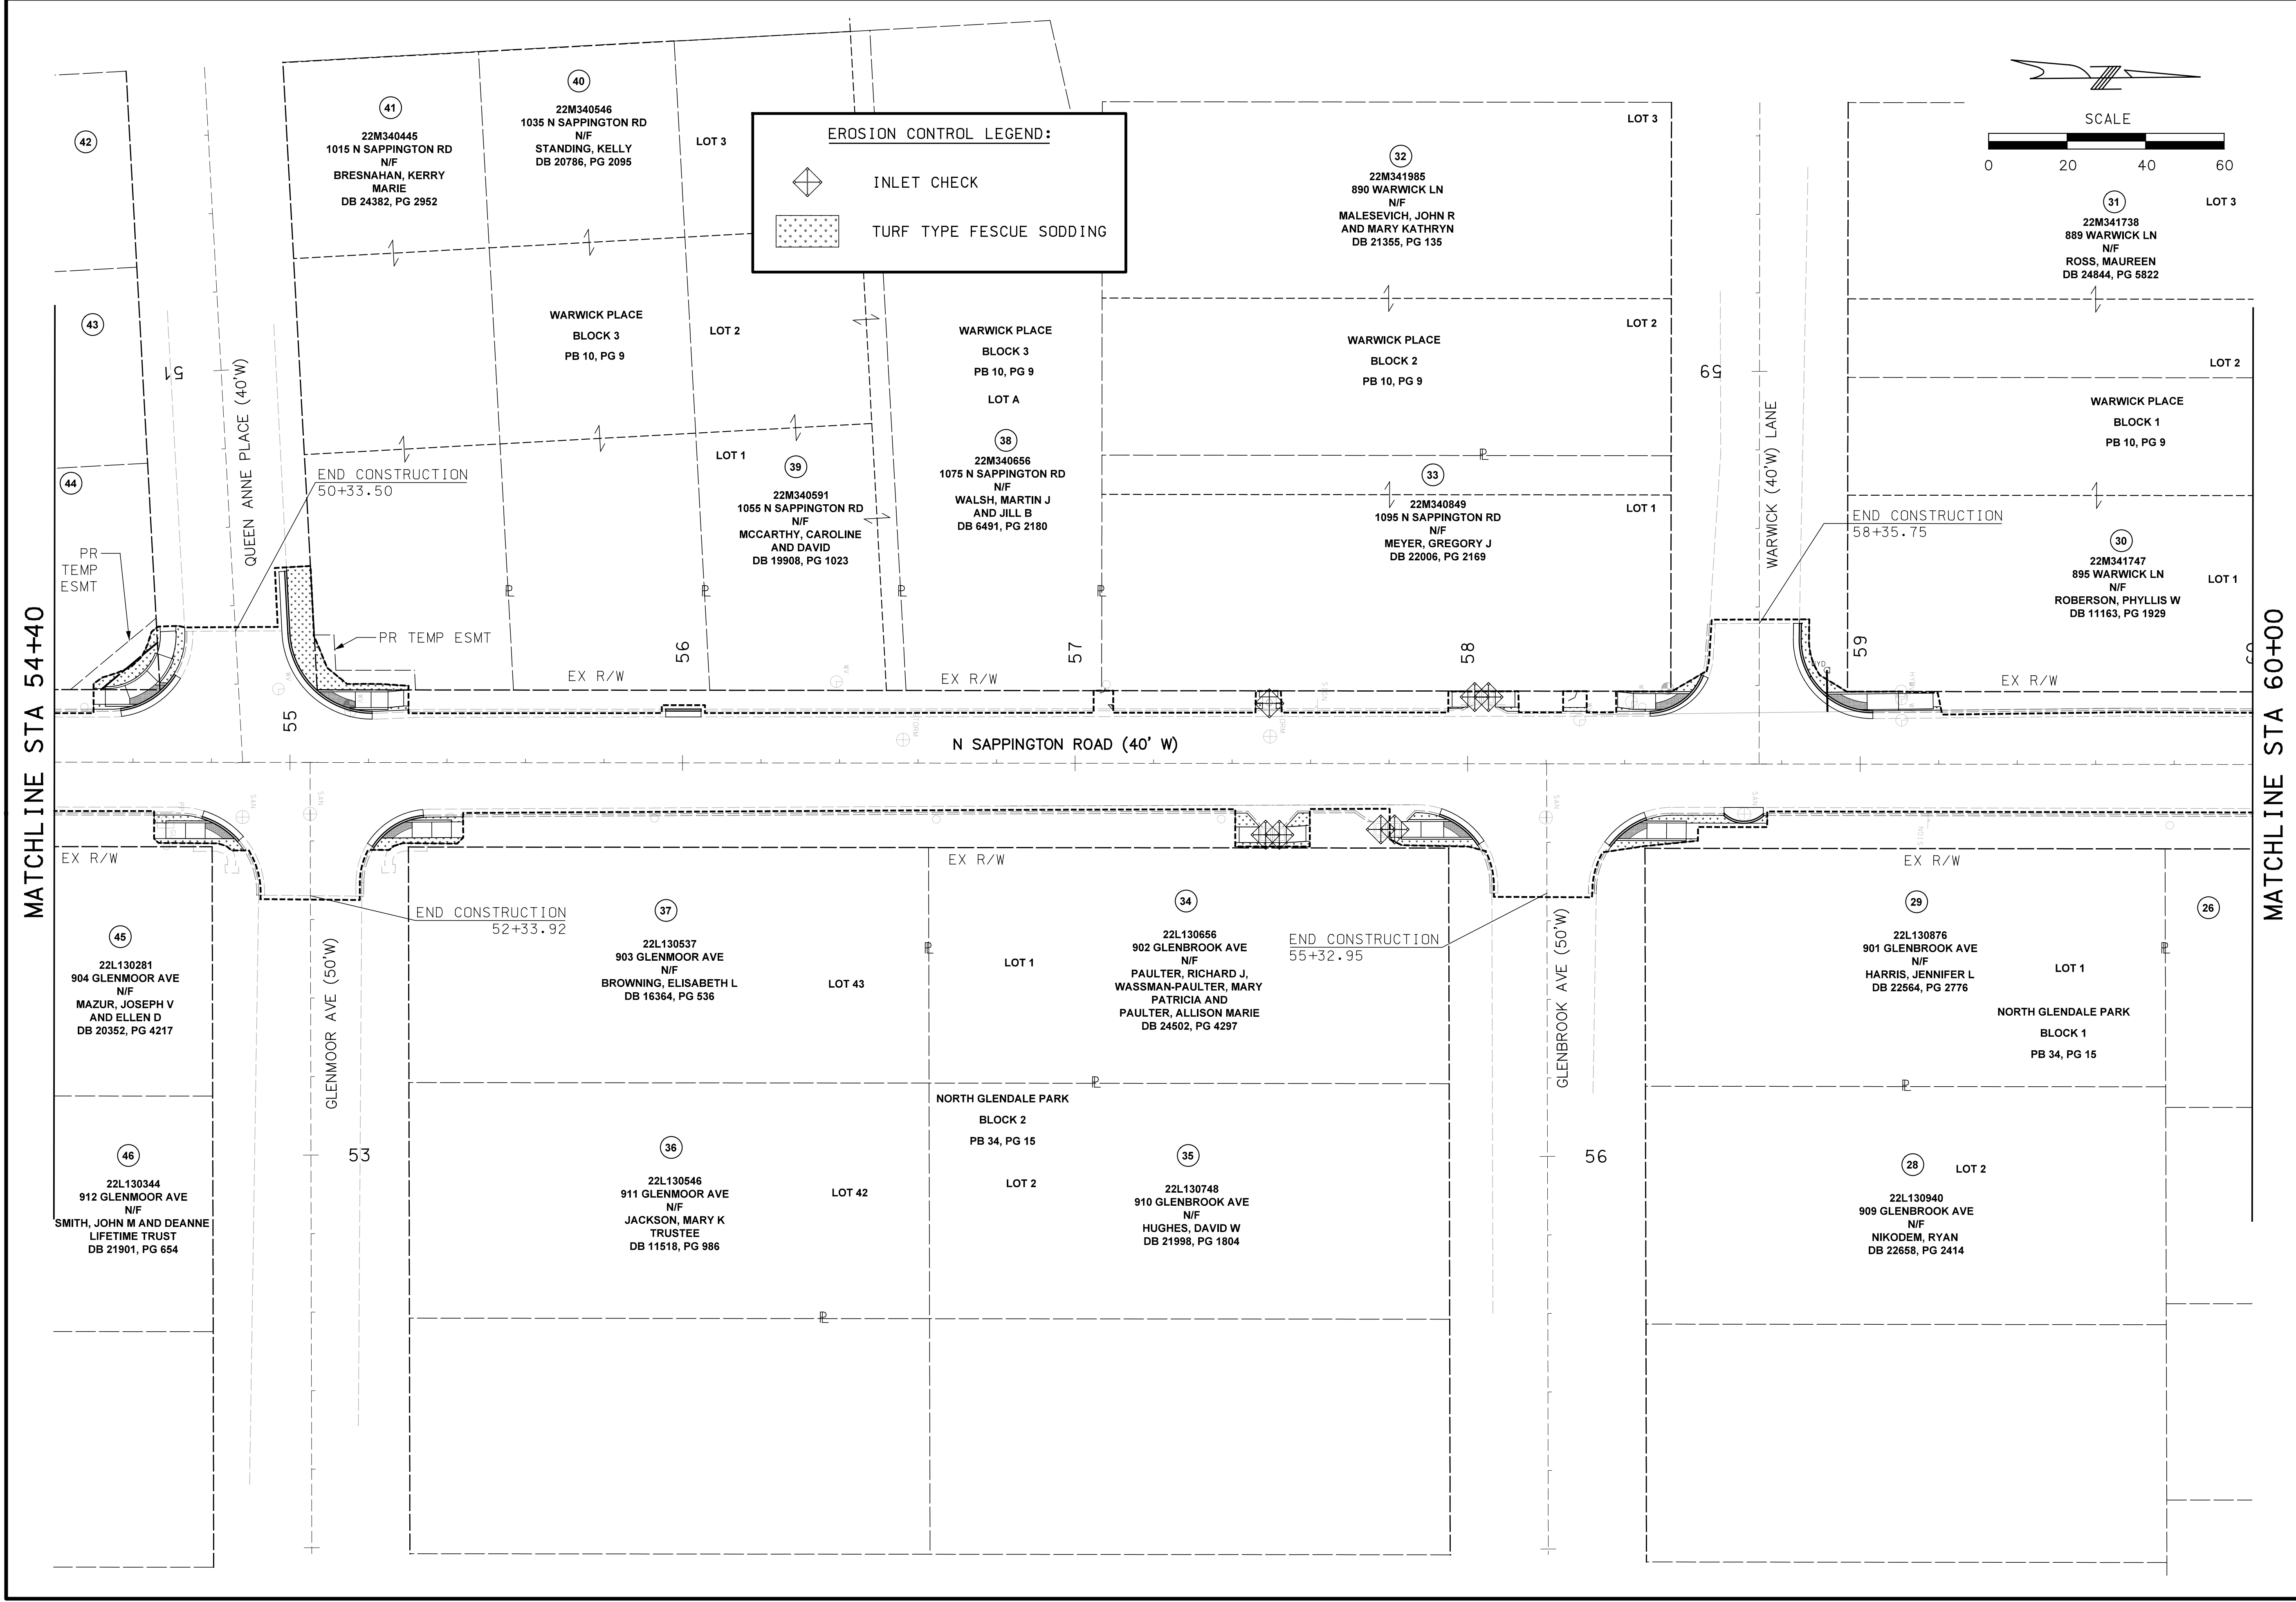 MATCHLINE STA 54+40
42
43
44
PR
TEMP
ESMT
51
QUEEN ANNE PLACE (40'W)
41
22M340445
1015 N SAPPINGTON RD
N/F
BRESNAHAN, KERRY
MARIE
DB 24382, PG 2952
40
22M340546
1035 N SAPPINGTON RD
N/F
STANDING, KELLY
DB 20786, PG 2095
LOT 3
EROSION CONTROL LEGEND:
INLET CHECK
TURF TYPE FESCUE SODDING
WARWICK PLACE
BLOCK 3
PB 10, PG 9
LOT 2
LOT 1
END CONSTRUCTION
50+33.50
39
22M340591
1055 N SAPPINGTON RD
N/F
MCCARTHY, CAROLINE
AND DAVID
DB 19908, PG 1023
WARWICK PLACE
BLOCK 3
PB 10, PG 9
LOT A
38
22M340656
1075 N SAPPINGTON RD
N/F
WALSH, MARTIN J
AND JILL B
DB 6491, PG 2180
PR TEMP ESMT
PL
PL
PL
PL
EX R/W
EX R/W
LOT 3
32
22M341985
890 WARWICK LN
N/F
MALESEVICH, JOHN R
AND MARY KATHRYN
DB 21355, PG 135
LOT 2
WARWICK PLACE
BLOCK 2
PB 10, PG 9
PL
33
22M340849
1095 N SAPPINGTON RD
N/F
MEYER, GREGORY J
DB 22006, PG 2169
LOT 1
59
WARWICK (40'W) LANE
END CONSTRUCTION
58+35.75
SCALE
0 20 40 60
31
22M341738
889 WARWICK LN
N/F
ROSS, MAUREEN
DB 24844, PG 5822
LOT 3
LOT 2
WARWICK PLACE
BLOCK 1
PB 10, PG 9
30
22M341747
895 WARWICK LN
N/F
ROBERSON, PHYLLIS W
DB 11163, PG 1929
LOT 1
EX R/W
55
56
57
58
59
WV
STORM
SIGN
N SAPPINGTON ROAD (40' W)
MATCHLINE STA 60+00
SAN
SAN
SAN
SAN
EX R/W
EX R/W
EX R/W
45
22L130281
904 GLENMOOR AVE
N/F
MAZUR, JOSEPH V
AND ELLEN D
DB 20352, PG 4217
46
22L130344
912 GLENMOOR AVE
N/F
SMITH, JOHN M AND DEANNE
LIFETIME TRUST
DB 21901, PG 654
GLENMOOR AVE (50'W)
53
END CONSTRUCTION
52+33.92
37
22L130537
903 GLENMOOR AVE
N/F
BROWNING, ELISABETH L
DB 16364, PG 536
LOT 43
PL
LOT 1
34
22L130656
902 GLENBROOK AVE
N/F
PAULTER, RICHARD J,
WASSMAN-PAULTER, MARY
PATRICIA AND
PAULTER, ALLISON MARIE
DB 24502, PG 4297
END CONSTRUCTION
55+32.95
PL
NORTH GLENDALE PARK
BLOCK 2
PB 34, PG 15
36
22L130546
911 GLENMOOR AVE
N/F
JACKSON, MARY K
TRUSTEE
DB 11518, PG 986
LOT 42
LOT 2
35
22L130748
910 GLENBROOK AVE
N/F
HUGHES, DAVID W
DB 21998, PG 1804
PL
GLENBROOK AVE (50'W)
56
29
22L130876
901 GLENBROOK AVE
N/F
HARRIS, JENNIFER L
DB 22564, PG 2776
LOT 1
NORTH GLENDALE PARK
BLOCK 1
PB 34, PG 15
PL
PL
26
28
LOT 2
22L130940
909 GLENBROOK AVE
N/F
NIKODEM, RYAN
DB 22658, PG 2414